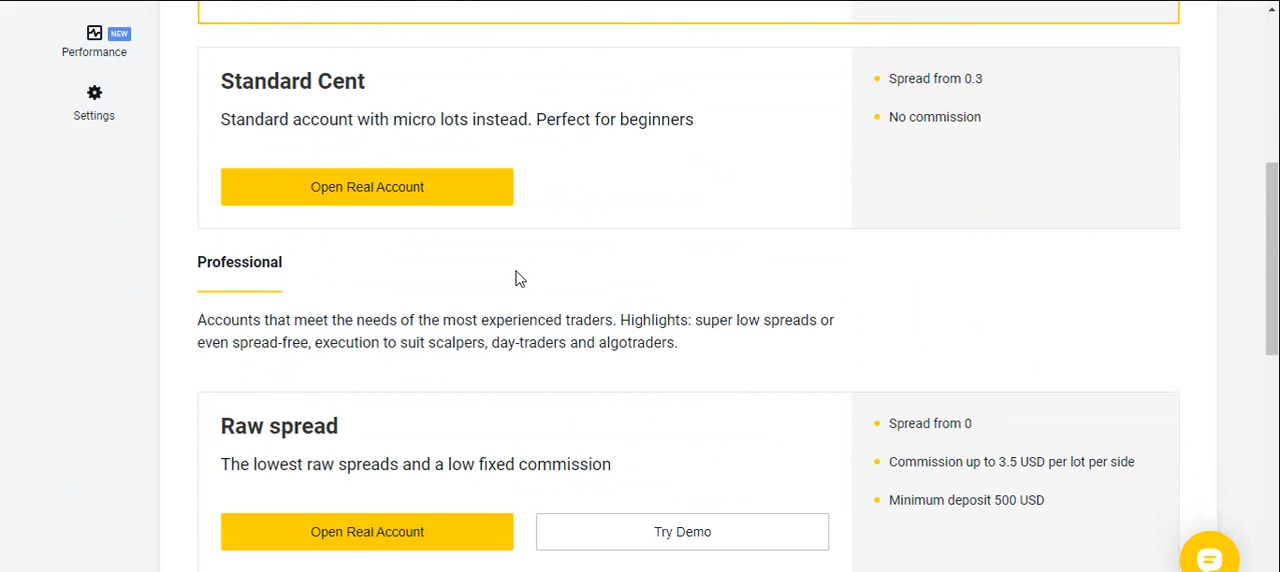 NEW
Performance
Settings
Standard Cent
Standard account with micro lots instead. Perfect for beginners
Open Real Account
Spread from 0.3
No commission
Professional
Accounts that meet the needs of the most experienced traders. Highlights: super low spreads or
even spread-free, execution to suit scalpers, day-traders and algotraders.
Raw spread
The lowest raw spreads and a low fixed commission
Open Real Account
Try Demo
Spread from 0
Commission up to 3.5 USD per lot per side
Minimum deposit 500 USD